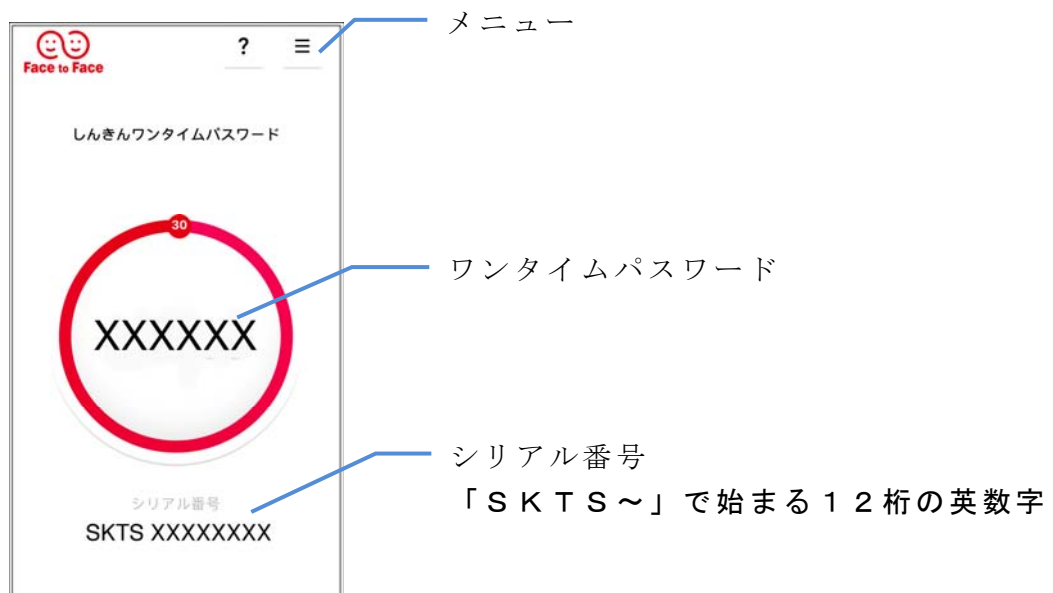 メニュー
? ≡
Face to Face
しんきんワンタイムパスワード
30
ワンタイムパスワード
XXXXXX
シリアル番号
「ＳＫＴＳ～」で始まる１２桁の英数字
シリアル番号
SKTS XXXXXXXX